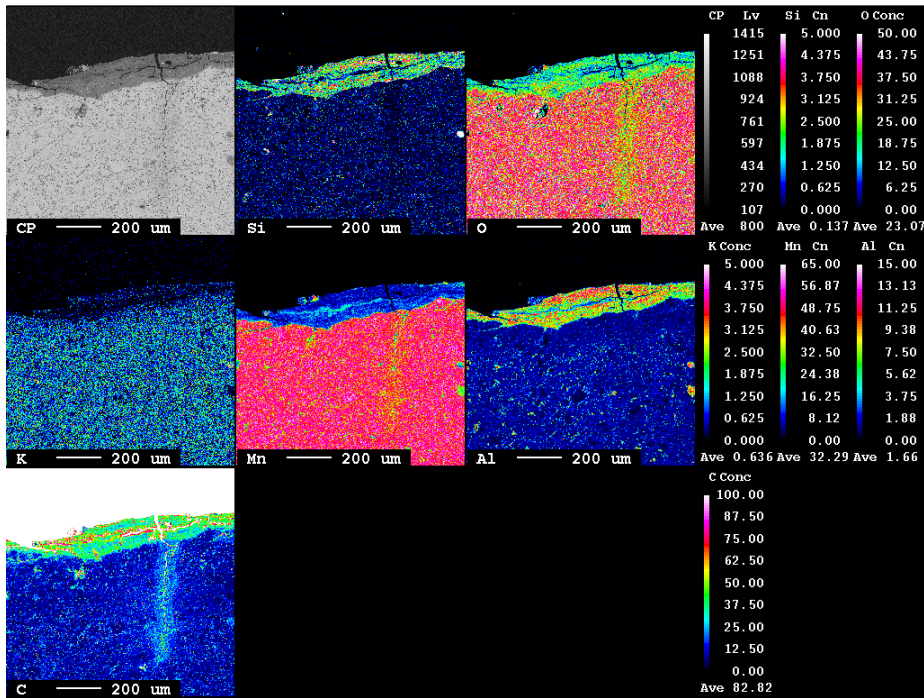 CP Lv Si Cn O Conc
1415 5.000 50.00
1251 4.375 43.75
1088 3.750 37.50
924 3.125 31.25
761 2.500 25.00
597 1.875 18.75
434 1.250 12.50
270 0.625 6.25
107 0.000 0.00
Ave 800 Ave 0.137 Ave 23.07
CP 200 um Si 200 um O 200 um
K Conc Mn Cn Al Cn
5.000 65.00 15.00
4.375 56.87 13.13
3.750 48.75 11.25
3.125 40.63 9.38
2.500 32.50 7.50
1.875 24.38 5.62
1.250 16.25 3.75
0.625 8.12 1.88
0.000 0.00 0.00
Ave 0.636 Ave 32.29 Ave 1.66
K 200 um Mn 200 um Al 200 um
C Conc
100.00
87.50
75.00
62.50
50.00
37.50
25.00
12.50
0.00
Ave 82.82
C 200 um